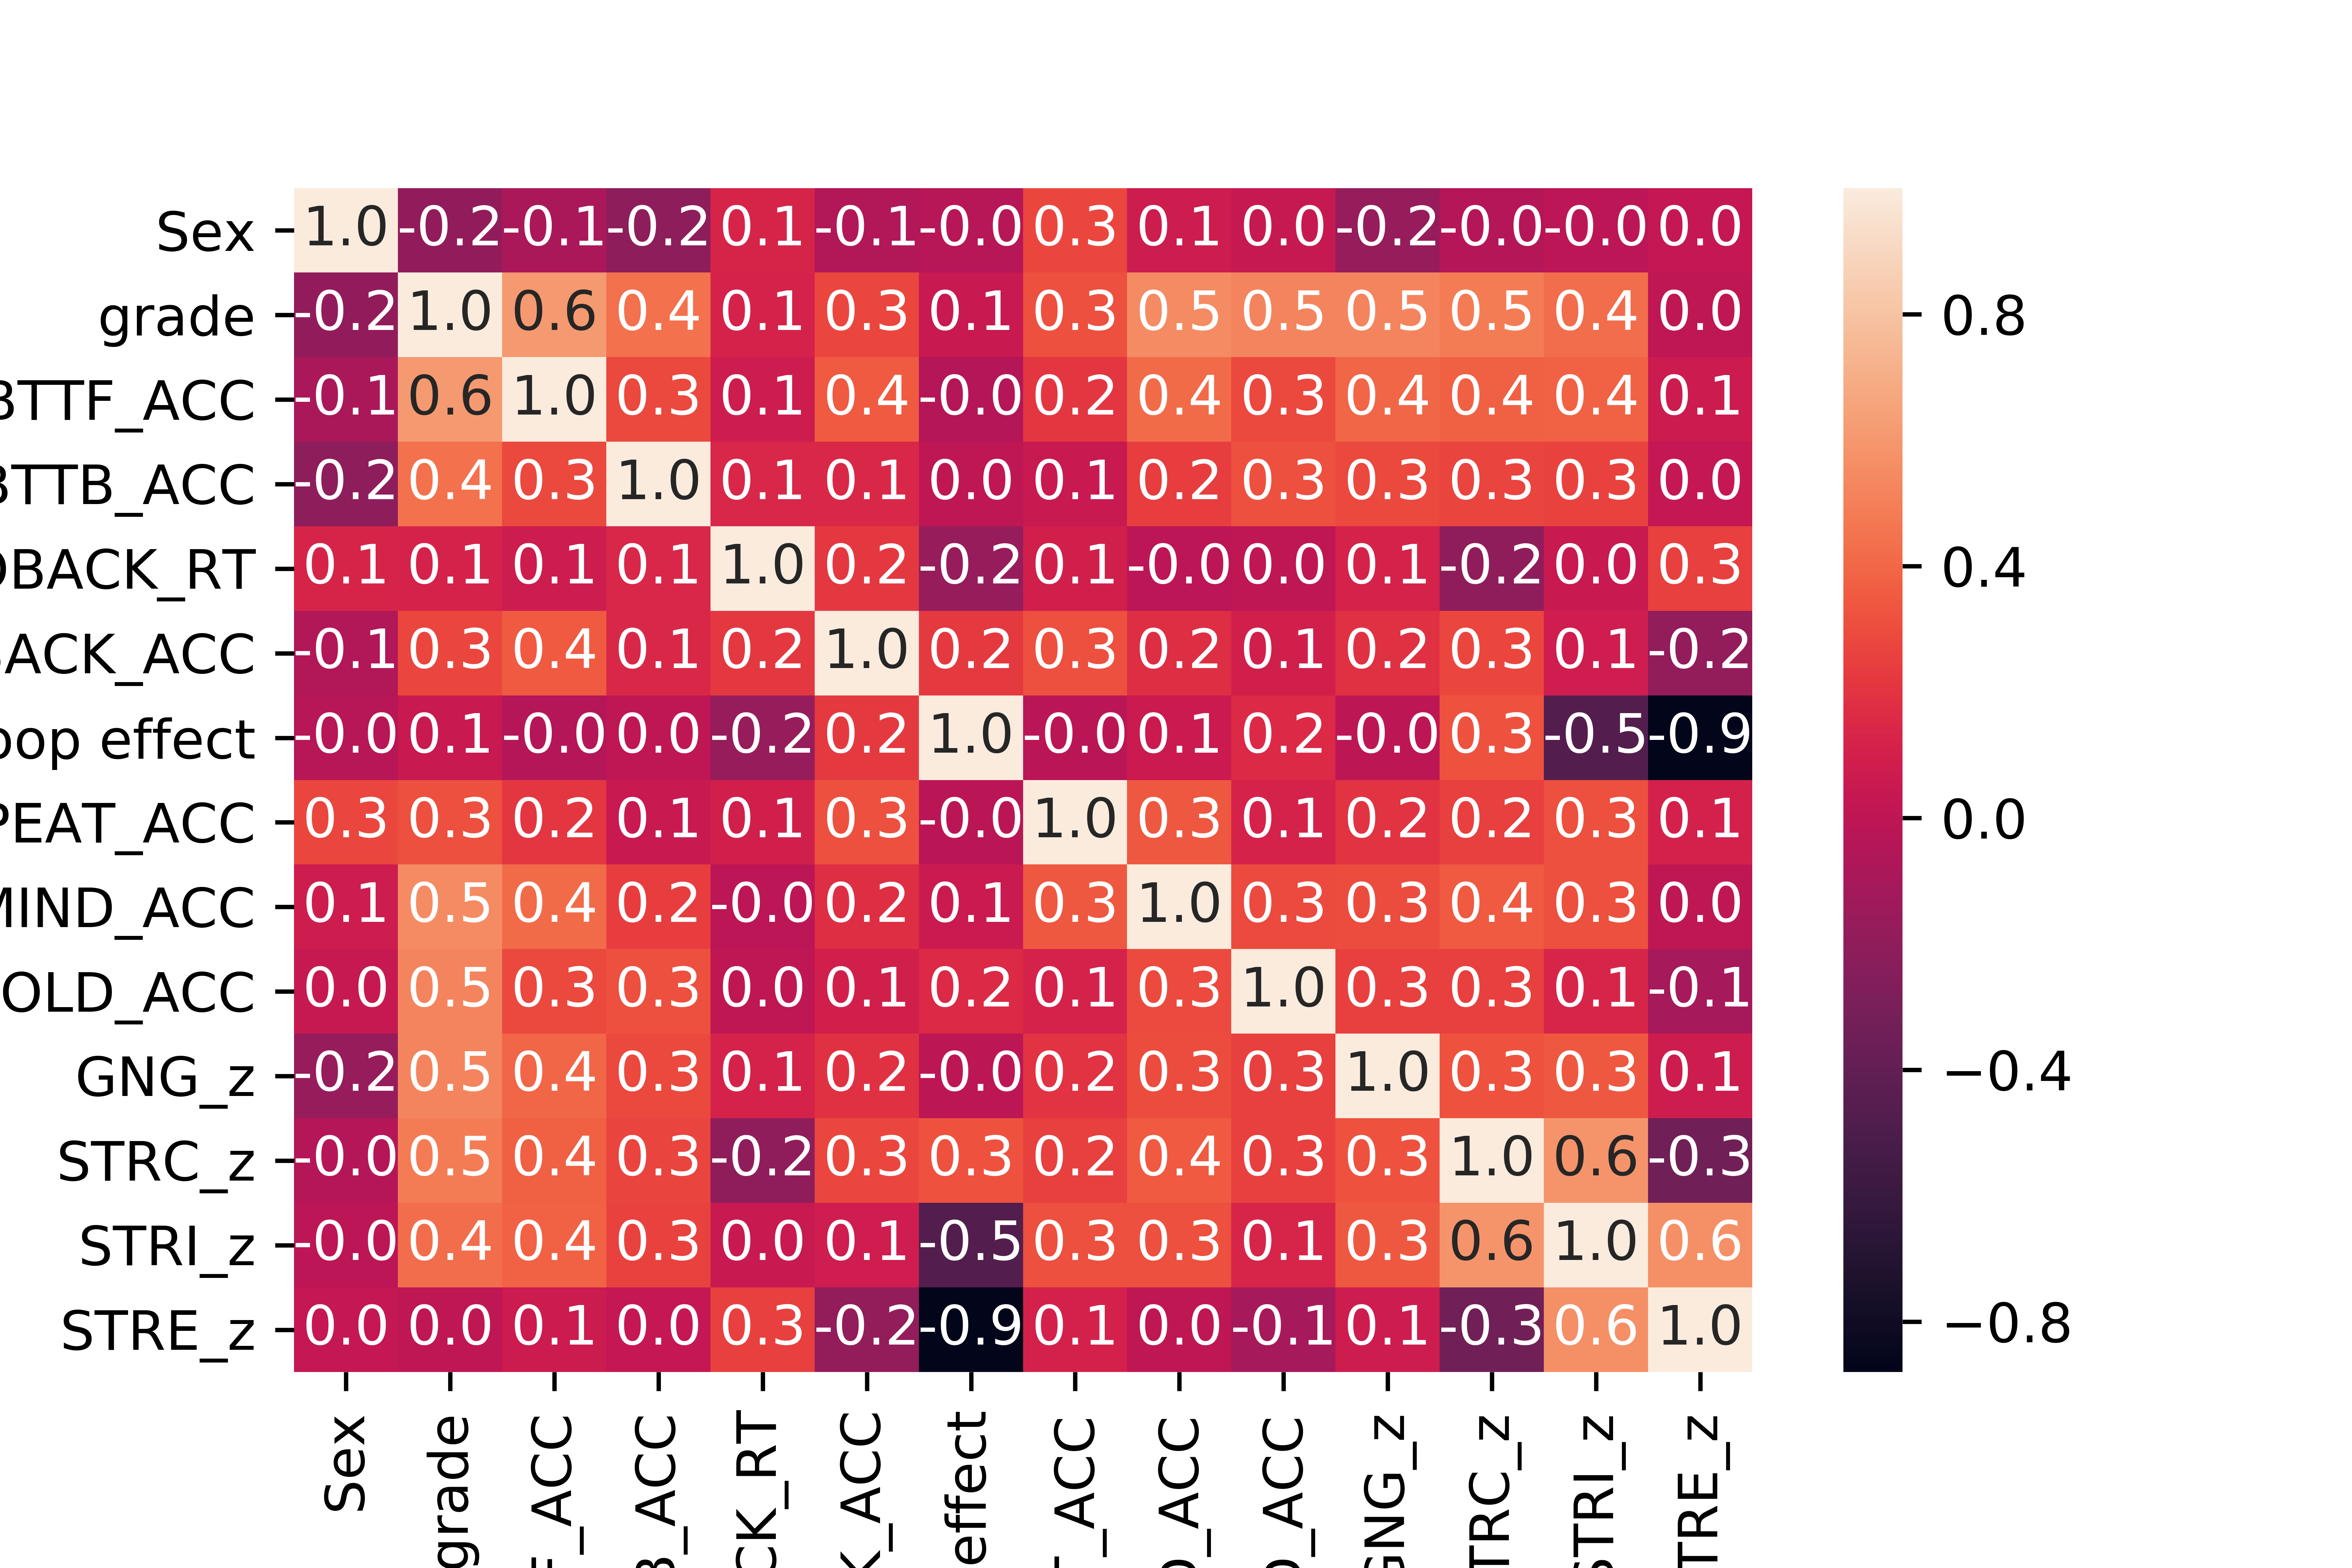 Sex 1.0 -0.2 -0.1 -0.2 0.1 -0.1 -0.0 0.3 0.1 0.0 -0.2 -0.0 -0.0 0.0
grade -0.2 1.0 0.6 0.4 0.1 0.3 0.1 0.3 0.5 0.5 0.5 0.5 0.4 0.0
BTTF_ACC -0.1 0.6 1.0 0.3 0.1 0.4 -0.0 0.2 0.4 0.3 0.4 0.4 0.4 0.1
BTTB_ACC -0.2 0.4 0.3 1.0 0.1 0.1 0.0 0.1 0.2 0.3 0.3 0.3 0.3 0.0
OBACK_RT 0.1 0.1 0.1 0.1 1.0 0.2 -0.2 0.1 -0.0 0.0 0.1 -0.2 0.0 0.3
ACK_ACC -0.1 0.3 0.4 0.1 0.2 1.0 0.2 0.3 0.2 0.1 0.2 0.3 0.1 -0.2
oop effect -0.0 0.1 -0.0 0.0 -0.2 0.2 1.0 -0.0 0.1 0.2 -0.0 0.3 -0.5 -0.9
PEAT_ACC 0.3 0.3 0.2 0.1 0.1 0.3 -0.0 1.0 0.3 0.1 0.2 0.2 0.3 0.1
MIND_ACC 0.1 0.5 0.4 0.2 -0.0 0.2 0.1 0.3 1.0 0.3 0.3 0.4 0.3 0.0
OLD_ACC 0.0 0.5 0.3 0.3 0.0 0.1 0.2 0.1 0.3 1.0 0.3 0.3 0.1 -0.1
GNG_z -0.2 0.5 0.4 0.3 0.1 0.2 -0.0 0.2 0.3 0.3 1.0 0.3 0.3 0.1
STRC_z -0.0 0.5 0.4 0.3 -0.2 0.3 0.3 0.2 0.4 0.3 0.3 1.0 0.6 -0.3
STRI_z -0.0 0.4 0.4 0.3 0.0 0.1 -0.5 0.3 0.3 0.1 0.3 0.6 1.0 0.6
STRE_z 0.0 0.0 0.1 0.0 0.3 -0.2 -0.9 0.1 0.0 -0.1 0.1 -0.3 0.6 1.0
Sex
grade
_ACC
B_ACC
CK_RT
K_ACC
effect
_ACC
_ACC
_ACC
GNG_z
TRC_z
STRI_z
TRE_z
0.8
0.4
0.0
−0.4
−0.8